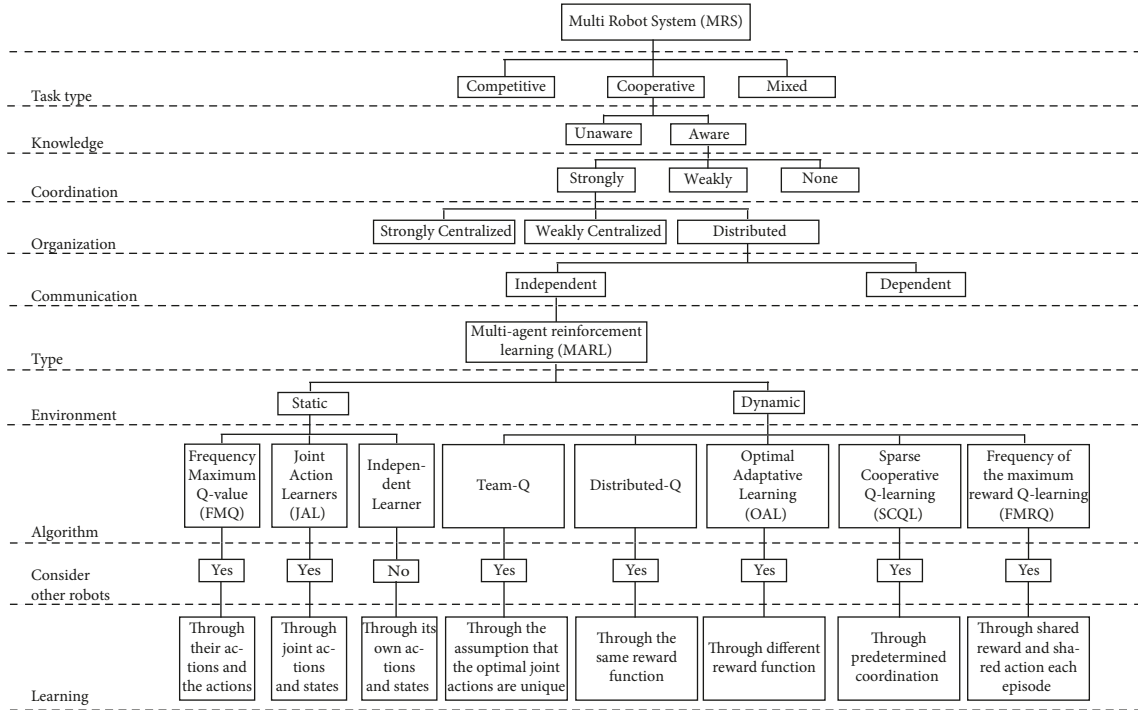 Multi Robot System (MRS)
Competitive
Cooperative
Mixed
Task type
Unaware
Aware
Knowledge
Strongly
Weakly
None
Coordination
Strongly Centralized
Weakly Centralized
Distributed
Organization
Independent
Dependent
Communication
Multi-agent reinforcement
learning (MARL)
Type
Static
Dynamic
Environment
Frequency
Maximum
Q-value
(FMQ)
Joint
Action
Learners
(JAL)
Indepen-
dent
Learner
Team-Q
Distributed-Q
Optimal
Adaptative
Learning
(OAL)
Sparse
Cooperative
Q-learning
(SCQL)
Frequency of
the maximum
reward Q-learning
(FMRQ)
Algorithm
Yes
Yes
No
Yes
Yes
Yes
Yes
Yes
Consider
other robots
Through
their ac-
tions and
the actions
Through
joint ac-
tions
and states
Through its
own actions
and states
Through the
assumption that
the optimal joint
actions are unique
Through the
same reward
function
Through different
reward function
Through
predetermined
coordination
Through shared
reward and sha-
red action each
episode
Learning